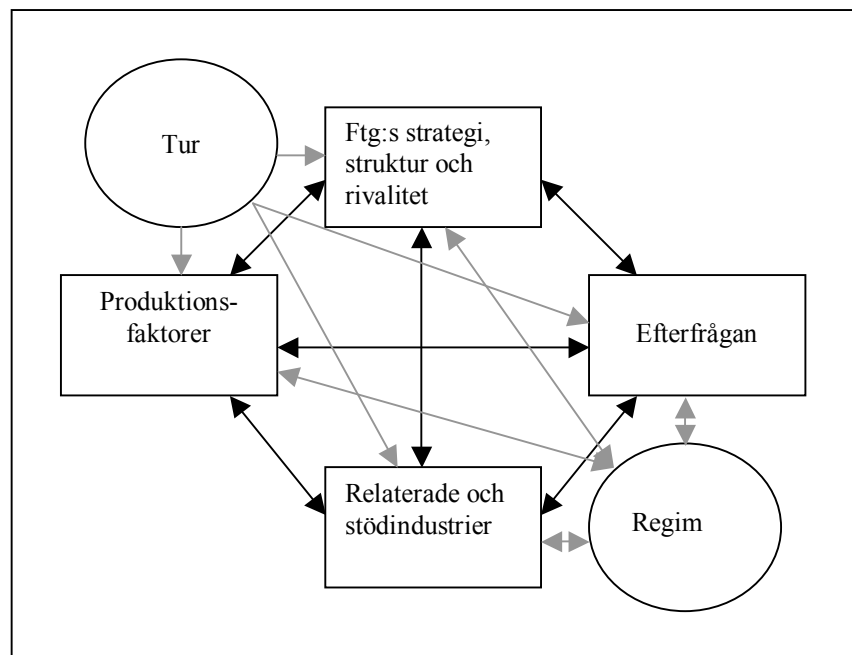 Tur
Ftg:s strategi,
struktur och
rivalitet
Produktions-
faktorer
Efterfrågan
Relaterade och
stödindustrier
Regim